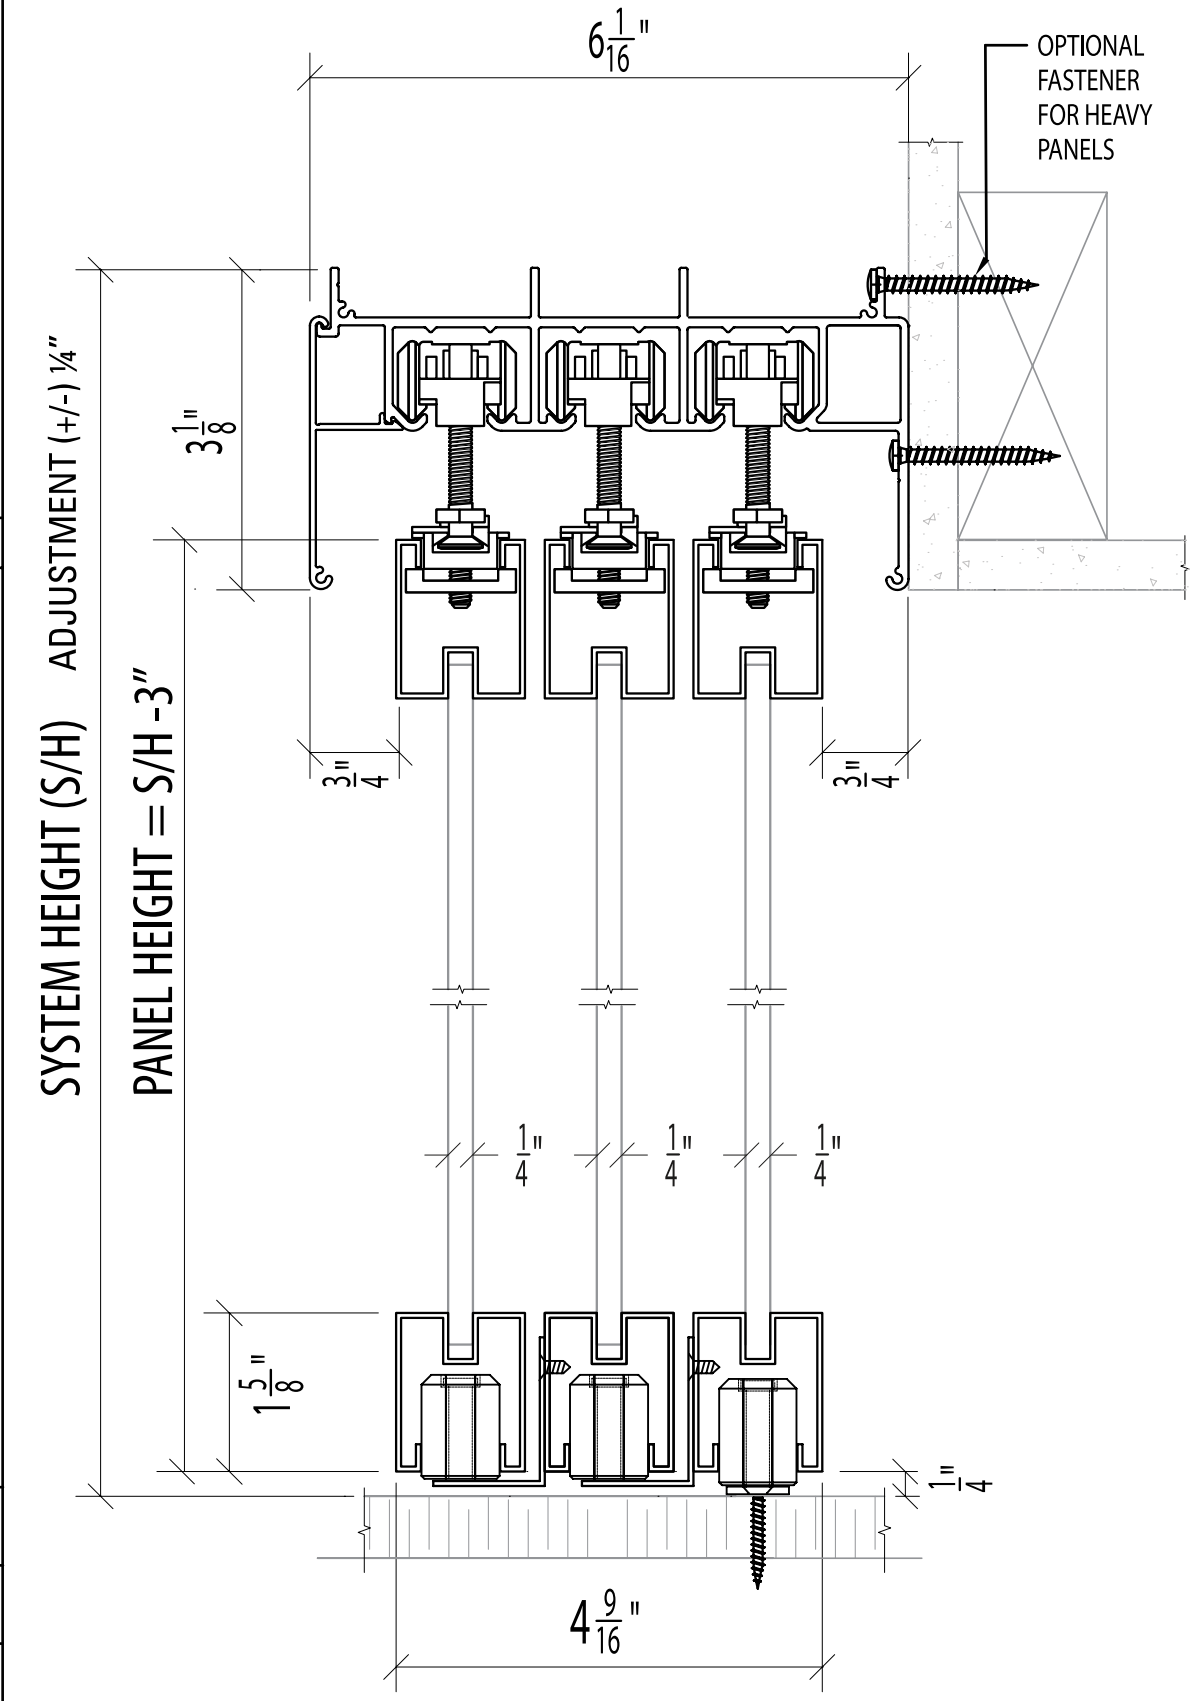 6 1/16"
OPTIONAL
FASTENER
FOR HEAVY
PANELS
SYSTEM HEIGHT (S/H) ADJUSTMENT (+/-) ¼"
3 1/8"
PANEL HEIGHT = S/H -3"
3/4"
3/4"
1/4"
1/4"
1/4"
1 5/8"
1/4"
4 9/16"